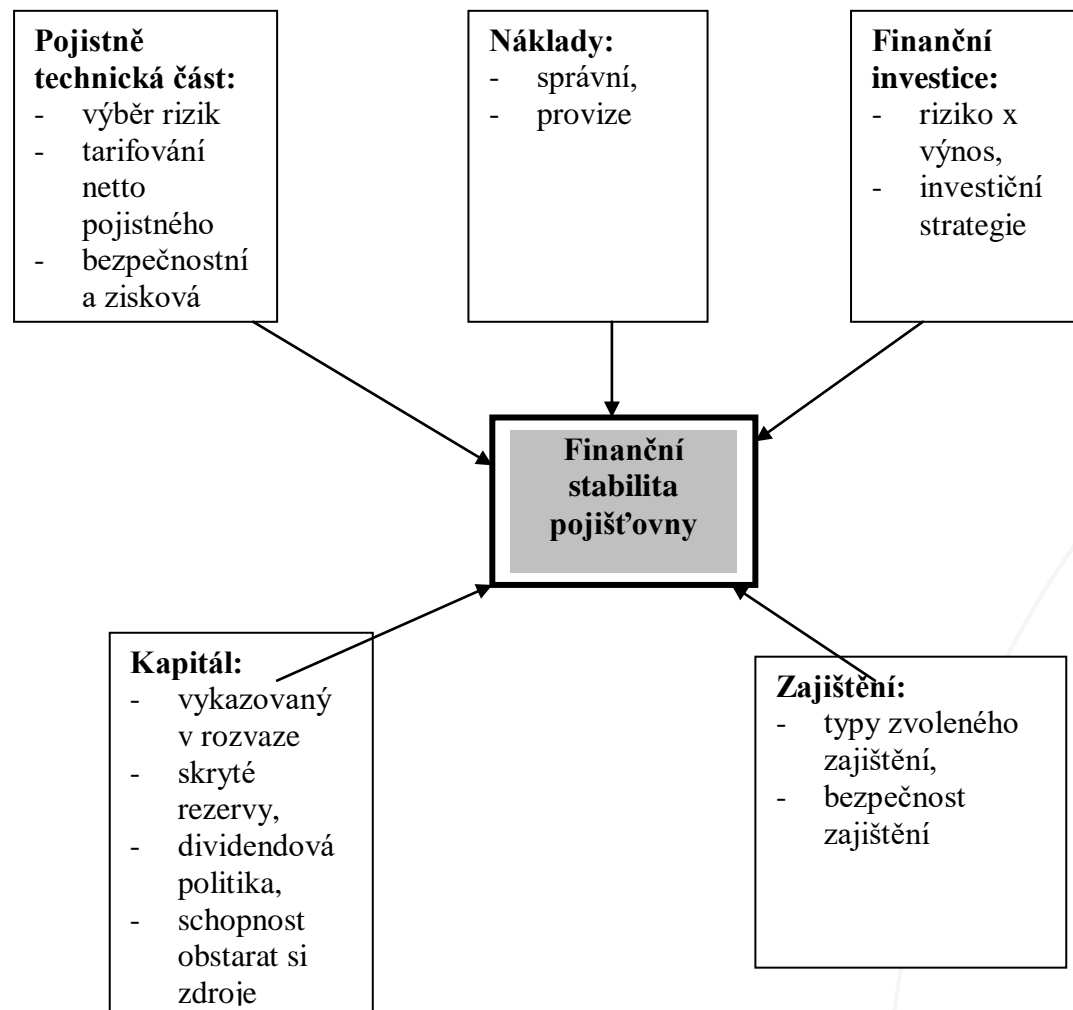 Pojistně
technická část:
- výběr rizik
- tarifování
netto
pojistného
- bezpečnostní
a zisková
Náklady:
- správní,
- provize
Finanční
investice:
- riziko x
výnos,
- investiční
strategie
Finanční
stabilita
pojišťovny
Kapitál:
- vykazovaný
v rozvaze
- skryté
rezervy,
- dividendová
politika,
- schopnost
obstarat si
zdroje
Zajištění:
- typy zvoleného
zajištění,
- bezpečnost
zajištění